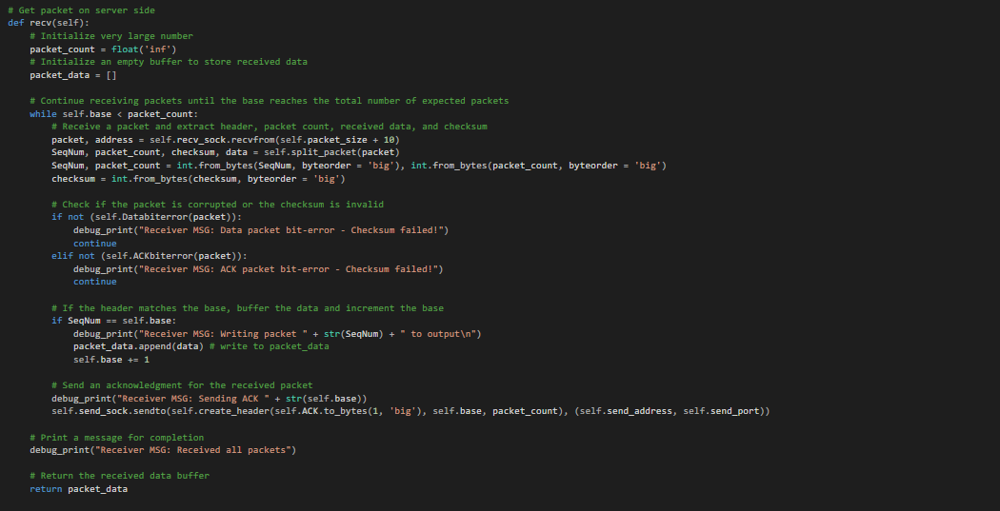 # Get packet on server side
def recv(self):
    # Initialize very large number
    packet_count = float('inf')
    # Initialize an empty buffer to store received data
    packet_data = []

    # Continue receiving packets until the base reaches the total number of expected packets
    while self.base < packet_count:
        # Receive a packet and extract header, packet count, received data, and checksum
        packet, address = self.recv_sock.recvfrom(self.packet_size + 10)
        SeqNum, packet_count, checksum, data = self.split_packet(packet)
        SeqNum, packet_count = int.from_bytes(SeqNum, byteorder = 'big'), int.from_bytes(packet_count, byteorder = 'big')
        checksum = int.from_bytes(checksum, byteorder = 'big')

        # Check if the packet is corrupted or the checksum is invalid
        if not (self.Databiterror(packet)):
            debug_print("Receiver MSG: Data packet bit-error - Checksum failed!")
            continue
        elif not (self.ACKbiterror(packet)):
            debug_print("Receiver MSG: ACK packet bit-error - Checksum failed!")
            continue

        # If the header matches the base, buffer the data and increment the base
        if SeqNum == self.base:
            debug_print("Receiver MSG: Writing packet " + str(SeqNum) + " to output\n")
            packet_data.append(data) # write to packet_data
            self.base += 1

        # Send an acknowledgment for the received packet
        debug_print("Receiver MSG: Sending ACK " + str(self.base))
        self.send_sock.sendto(self.create_header(self.ACK.to_bytes(1, 'big'), self.base, packet_count), (self.send_address, self.send_port))

    # Print a message for completion
    debug_print("Receiver MSG: Received all packets")

    # Return the received data buffer
    return packet_data